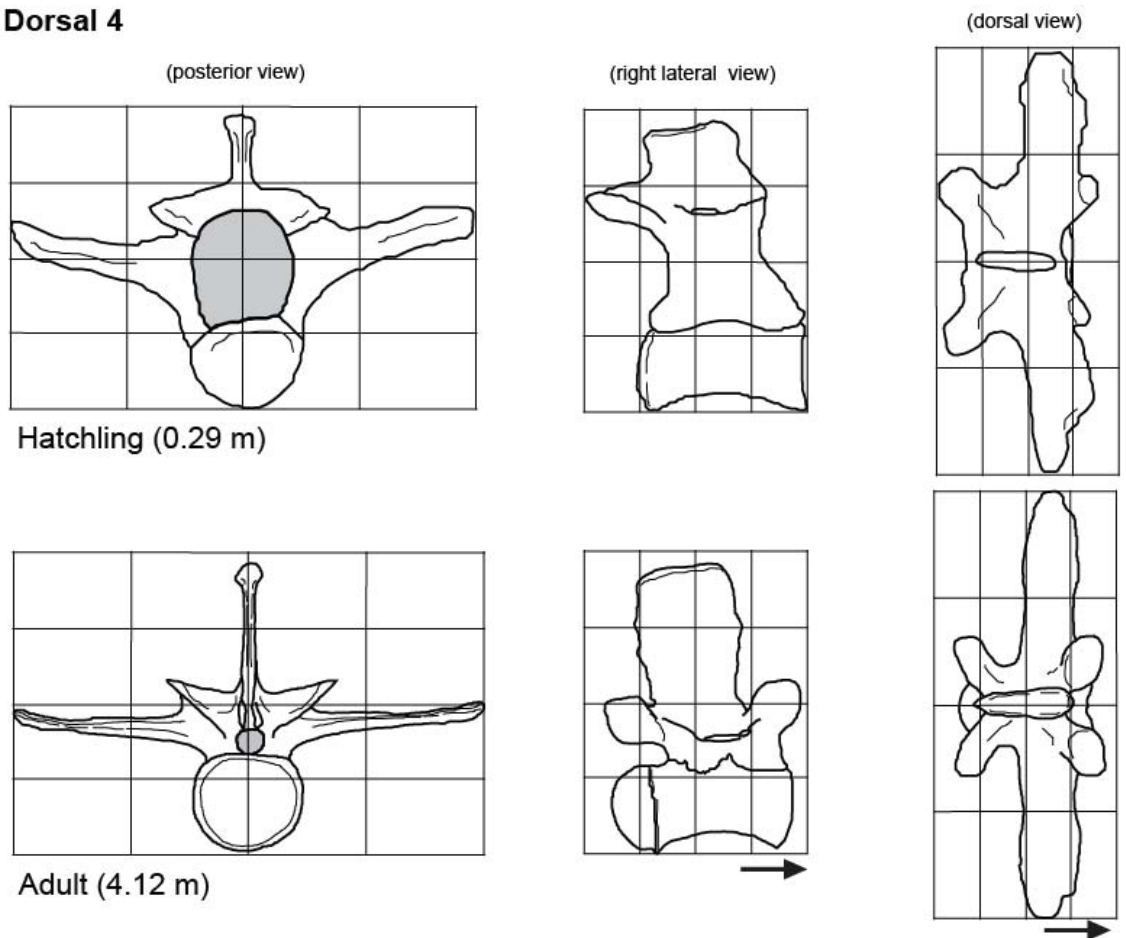 Dorsal 4
(posterior view)
(right lateral view)
(dorsal view)
Hatchling (0.29 m)
Adult (4.12 m)